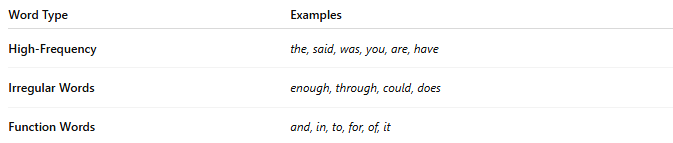 Word Type Examples
High-Frequency the, said, was, you, are, have
Irregular Words enough, through, could, does
Function Words and, in, to, for, of, it